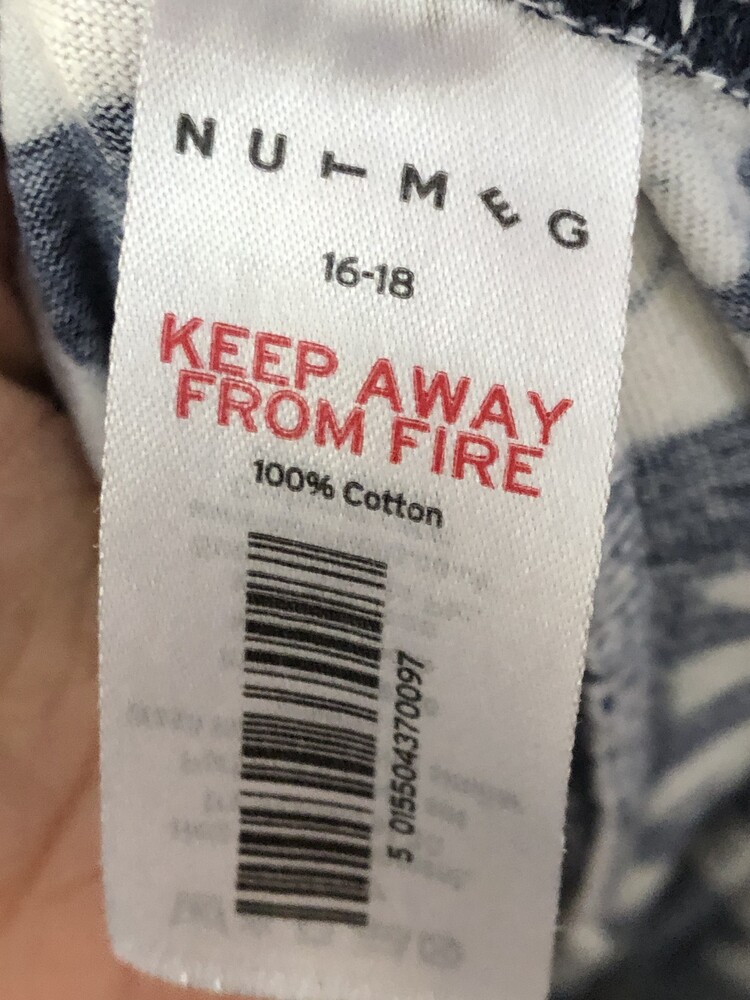 NUTMEG
16-18
KEEP AWAY
FROM FIRE
100% Cotton
5 015504370097